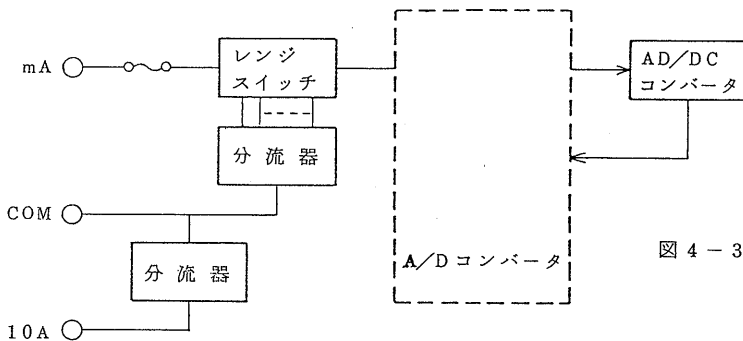 mA
レンジ
スイッチ
AD/DC
コンバータ
分流器
COM
分流器
A/Dコンバータ
図4-3
10A